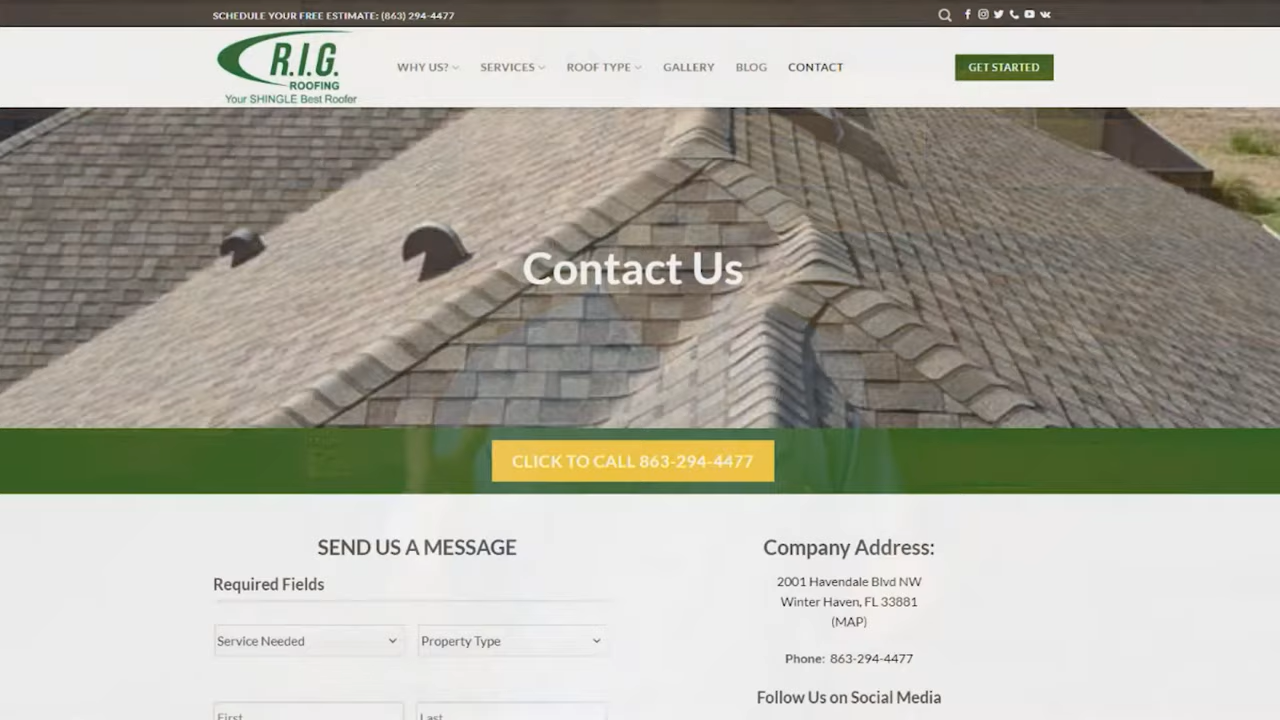 SCHEDULE YOUR FREE ESTIMATE: (863) 294-4477
R.I.G.
ROOFING
Your SHINGLE Best Roofer
WHY US? SERVICES ROOF TYPE GALLERY BLOG CONTACT
GET STARTED
Contact Us
CLICK TO CALL 863-294-4477
SEND US A MESSAGE
Required Fields
Service Needed
Property Type
First
Last
Company Address:
2001 Havendale Blvd NW
Winter Haven, FL 33881
(MAP)
Phone: 863-294-4477
Follow Us on Social Media